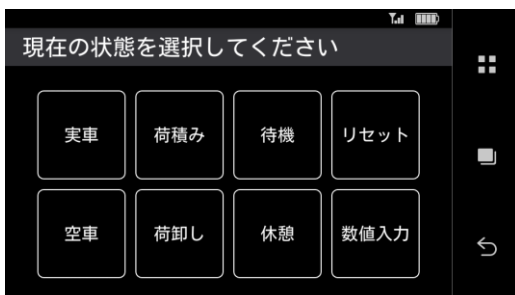 現在の状態を選択してください
実車 荷積み 待機 リセット
空車 荷卸し 休憩 数値入力